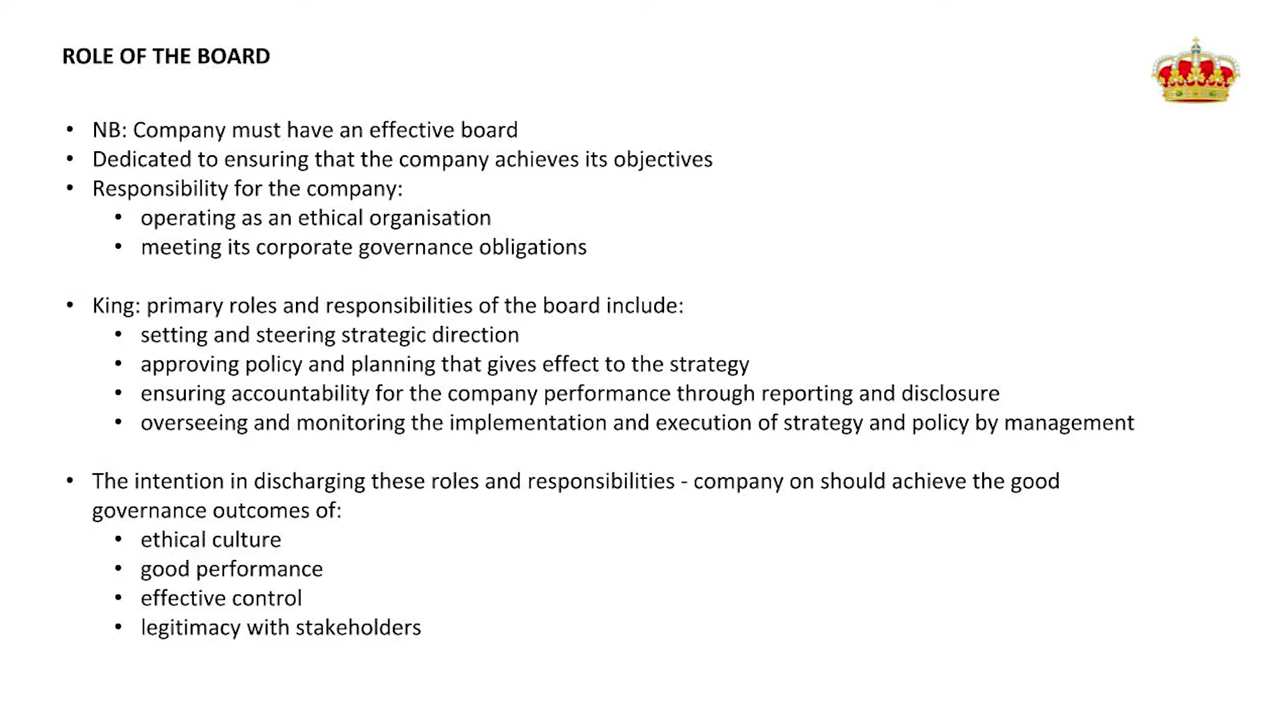 ROLE OF THE BOARD
• NB: Company must have an effective board
• Dedicated to ensuring that the company achieves its objectives
• Responsibility for the company:
• operating as an ethical organisation
• meeting its corporate governance obligations
• King: primary roles and responsibilities of the board include:
• setting and steering strategic direction
• approving policy and planning that gives effect to the strategy
• ensuring accountability for the company performance through reporting and disclosure
• overseeing and monitoring the implementation and execution of strategy and policy by management
• The intention in discharging these roles and responsibilities - company on should achieve the good
governance outcomes of:
• ethical culture
• good performance
• effective control
• legitimacy with stakeholders